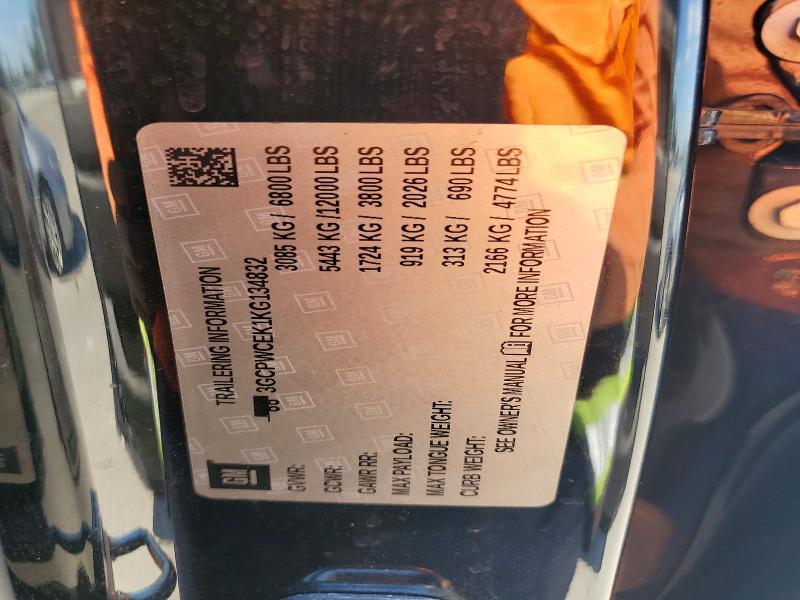 GM
TRAILERING INFORMATION
3GCPWCEK1KG134832
GVWR: 3085 KG / 6800 LBS
GCWR: 5443 KG /12000 LBS
GAWR RR: 1724 KG / 3800 LBS
MAX PAYLOAD: 919 KG / 2026 LBS
MAX TONGUE WEIGHT: 313 KG / 690 LBS
CURB WEIGHT: 2166 KG / 4774 LBS
SEE OWNER'S MANUAL FOR MORE INFORMATION